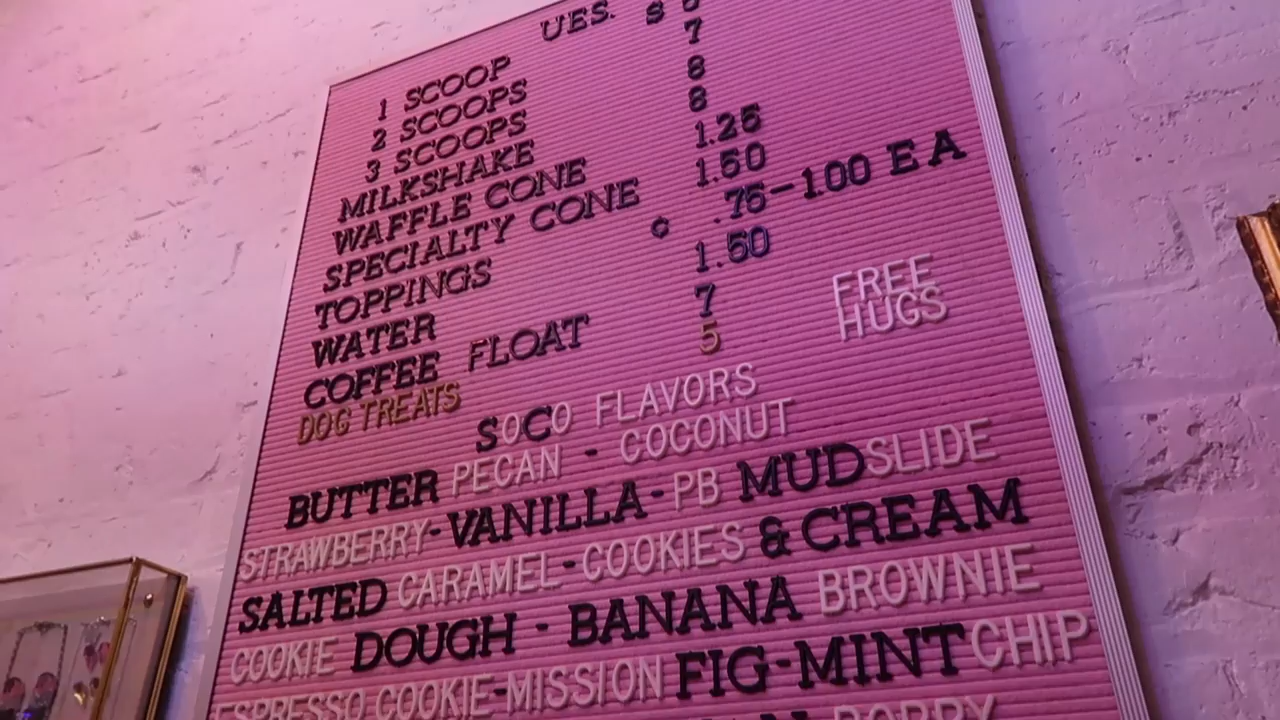 UES.
1 SCOOP $
2 SCOOPS 7
3 SCOOPS 8
MILKSHAKE 8
WAFFLE CONE 1.25
SPECIALTY CONE 1.50
TOPPINGS ¢ .75-1.00 EA
WATER 1.50
COFFEE FLOAT 7
DOG TREATS 5
FREE
HUGS
SOCO FLAVORS
BUTTER PECAN - COCONUT
STRAWBERRY-VANILLA-PB MUDSLIDE
SALTED CARAMEL-COOKIES & CREAM
COOKIE DOUGH - BANANA BROWNIE
ESPRESSO COOKIE-MISSION FIG-MINT CHIP